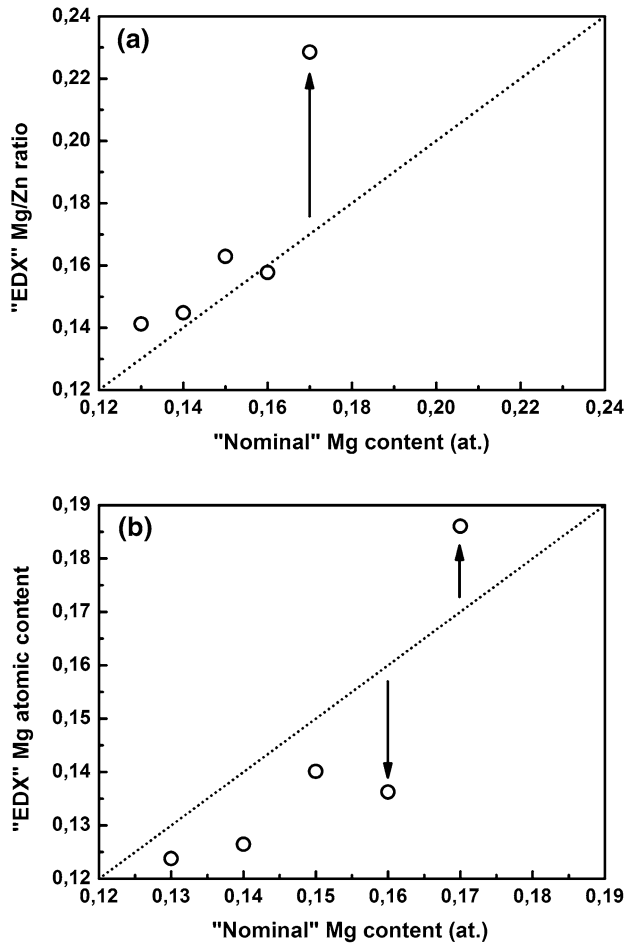 (a)
0,24
0,22
0,20
0,18
0,16
0,14
0,12
"EDX" Mg/Zn ratio
0,12 0,14 0,16 0,18 0,20 0,22 0,24
"Nominal" Mg content (at.)
(b)
0,19
0,18
0,17
0,16
0,15
0,14
0,13
0,12
"EDX" Mg atomic content
0,12 0,13 0,14 0,15 0,16 0,17 0,18 0,19
"Nominal" Mg content (at.)